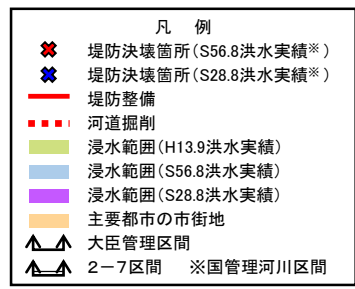 凡 例
堤防決壊箇所(S56.8洪水実績※)
堤防決壊箇所(S28.8洪水実績※)
堤防整備
河道掘削
浸水範囲(H13.9洪水実績)
浸水範囲(S56.8洪水実績)
浸水範囲(S28.8洪水実績)
主要都市の市街地
大臣管理区間
2-7区間 ※国管理河川区間